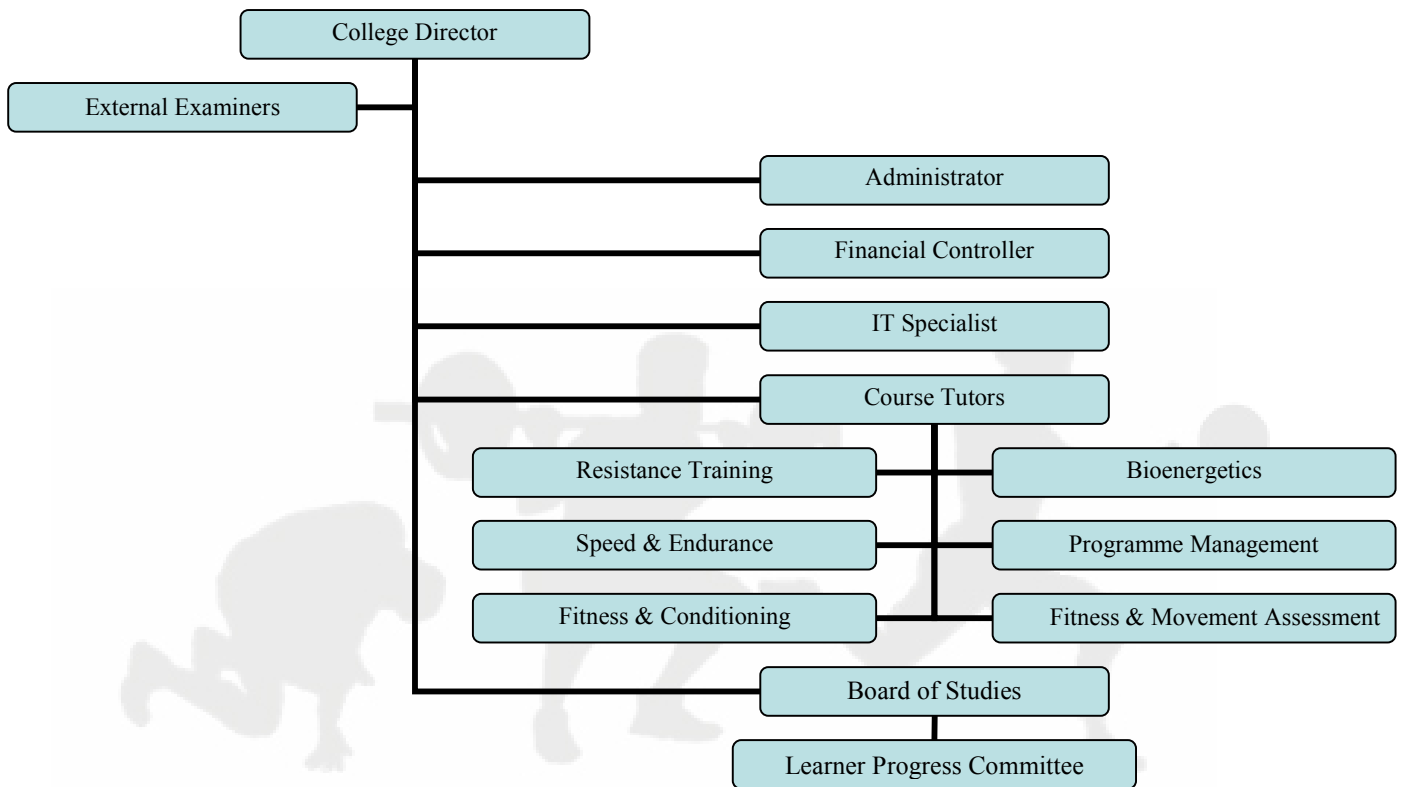 College Director
External Examiners
Administrator
Financial Controller
IT Specialist
Course Tutors
Resistance Training
Bioenergetics
Speed & Endurance
Programme Management
Fitness & Conditioning
Fitness & Movement Assessment
Board of Studies
Learner Progress Committee